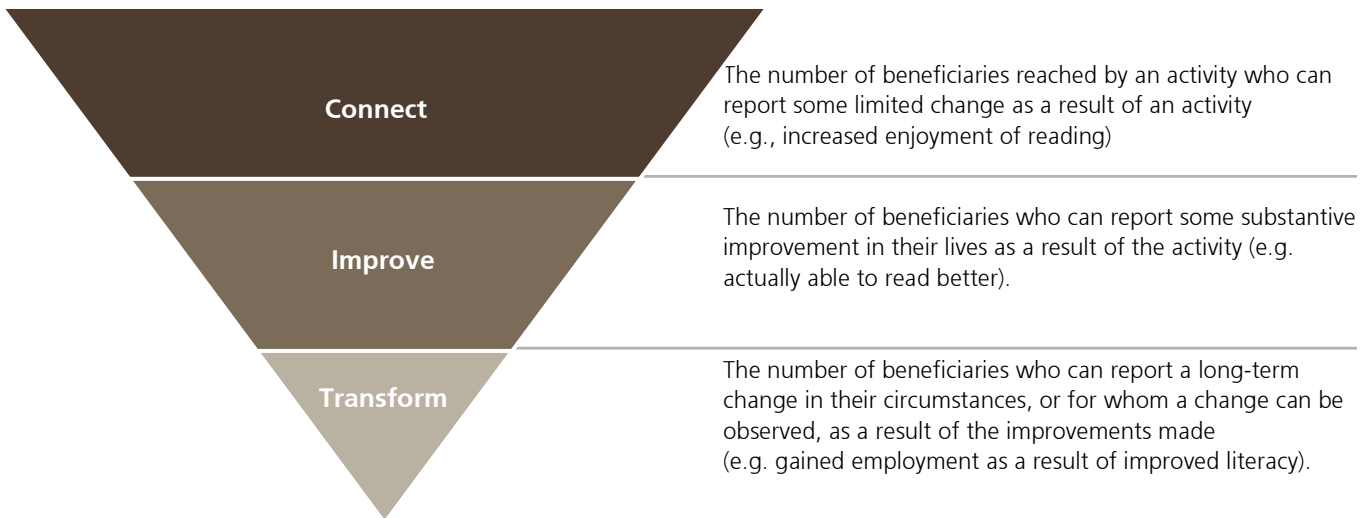 Connect
The number of beneficiaries reached by an activity who can
report some limited change as a result of an activity
(e.g., increased enjoyment of reading)
Improve
The number of beneficiaries who can report some substantive
improvement in their lives as a result of the activity (e.g.
actually able to read better).
Transform
The number of beneficiaries who can report a long-term
change in their circumstances, or for whom a change can be
observed, as a result of the improvements made
(e.g. gained employment as a result of improved literacy).